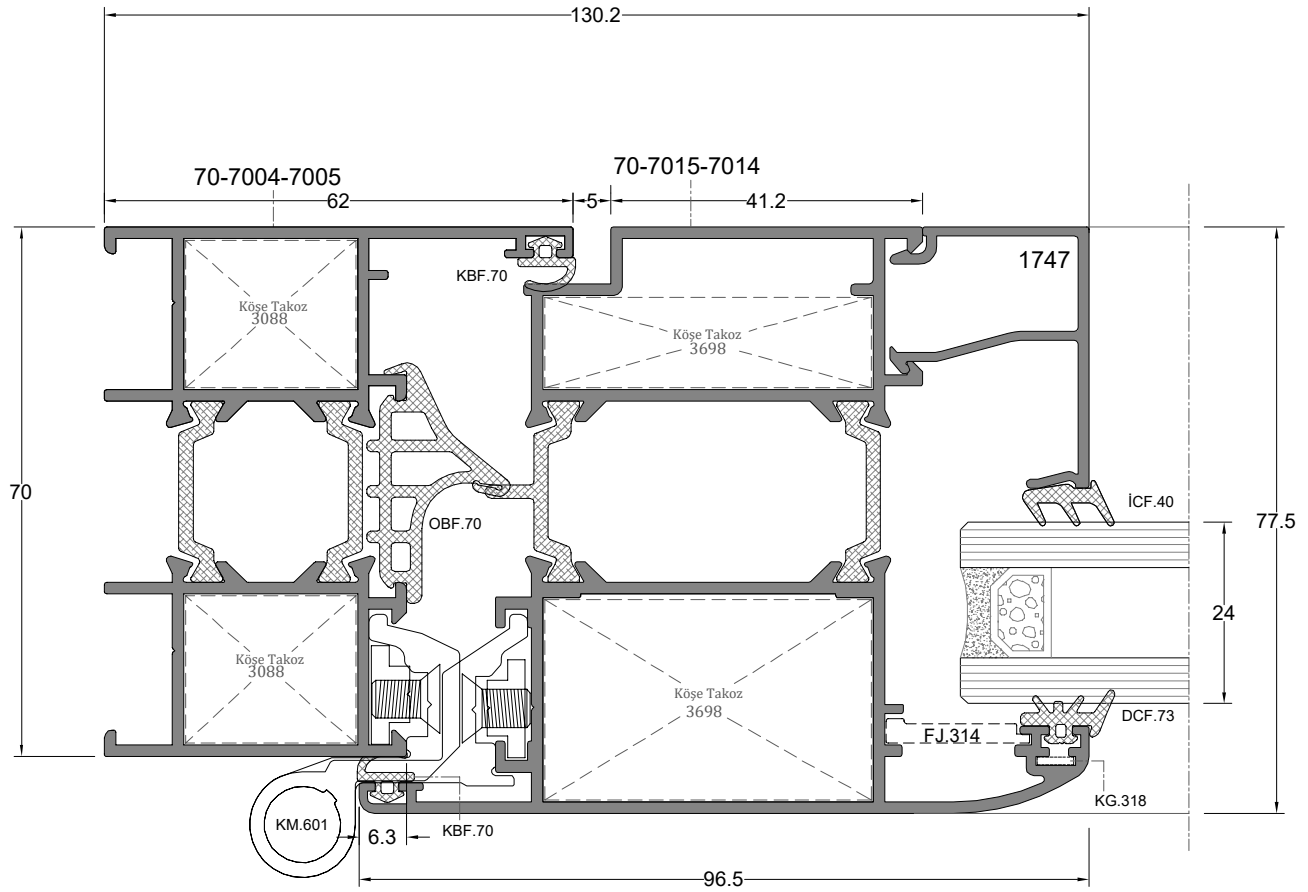 130.2
70-7004-7005
70-7015-7014
62
5
41.2
KBF.70
1747
Köşe Takoz
3088
Köşe Takoz
3698
70
OBF.70
İCF.40
77.5
24
Köşe Takoz
3088
Köşe Takoz
3698
DCF.73
FJ.314
KG.318
KM.601
6.3
KBF.70
96.5